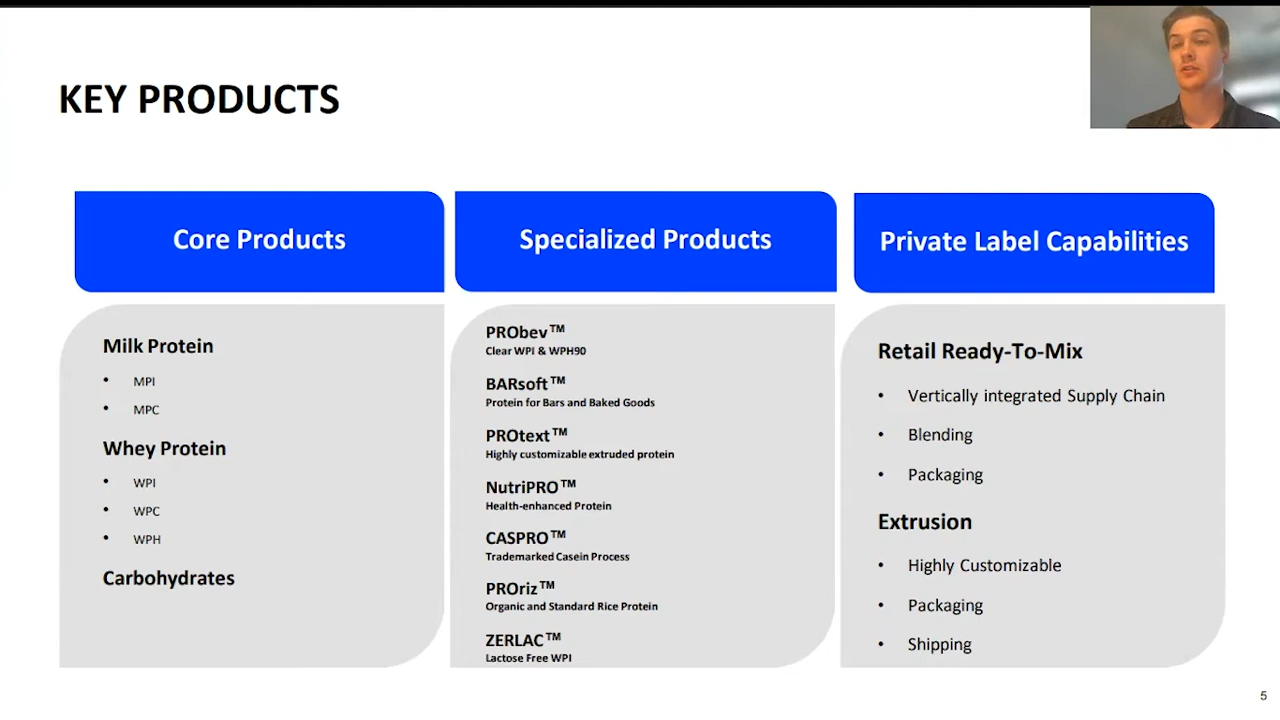 KEY PRODUCTS
Core Products
Milk Protein
• MPI
• MPC
Whey Protein
• WPI
• WPC
• WPH
Carbohydrates
Specialized Products
PRObev™
Clear WPI & WPH90
BARsoft™
Protein for Bars and Baked Goods
PROtext™
Highly customizable extruded protein
NutriPRO™
Health-enhanced Protein
CASPRO™
Trademarked Casein Process
PROriz™
Organic and Standard Rice Protein
ZERLAC™
Lactose Free WPI
Private Label Capabilities
Retail Ready-To-Mix
• Vertically integrated Supply Chain
• Blending
• Packaging
Extrusion
• Highly Customizable
• Packaging
• Shipping
5